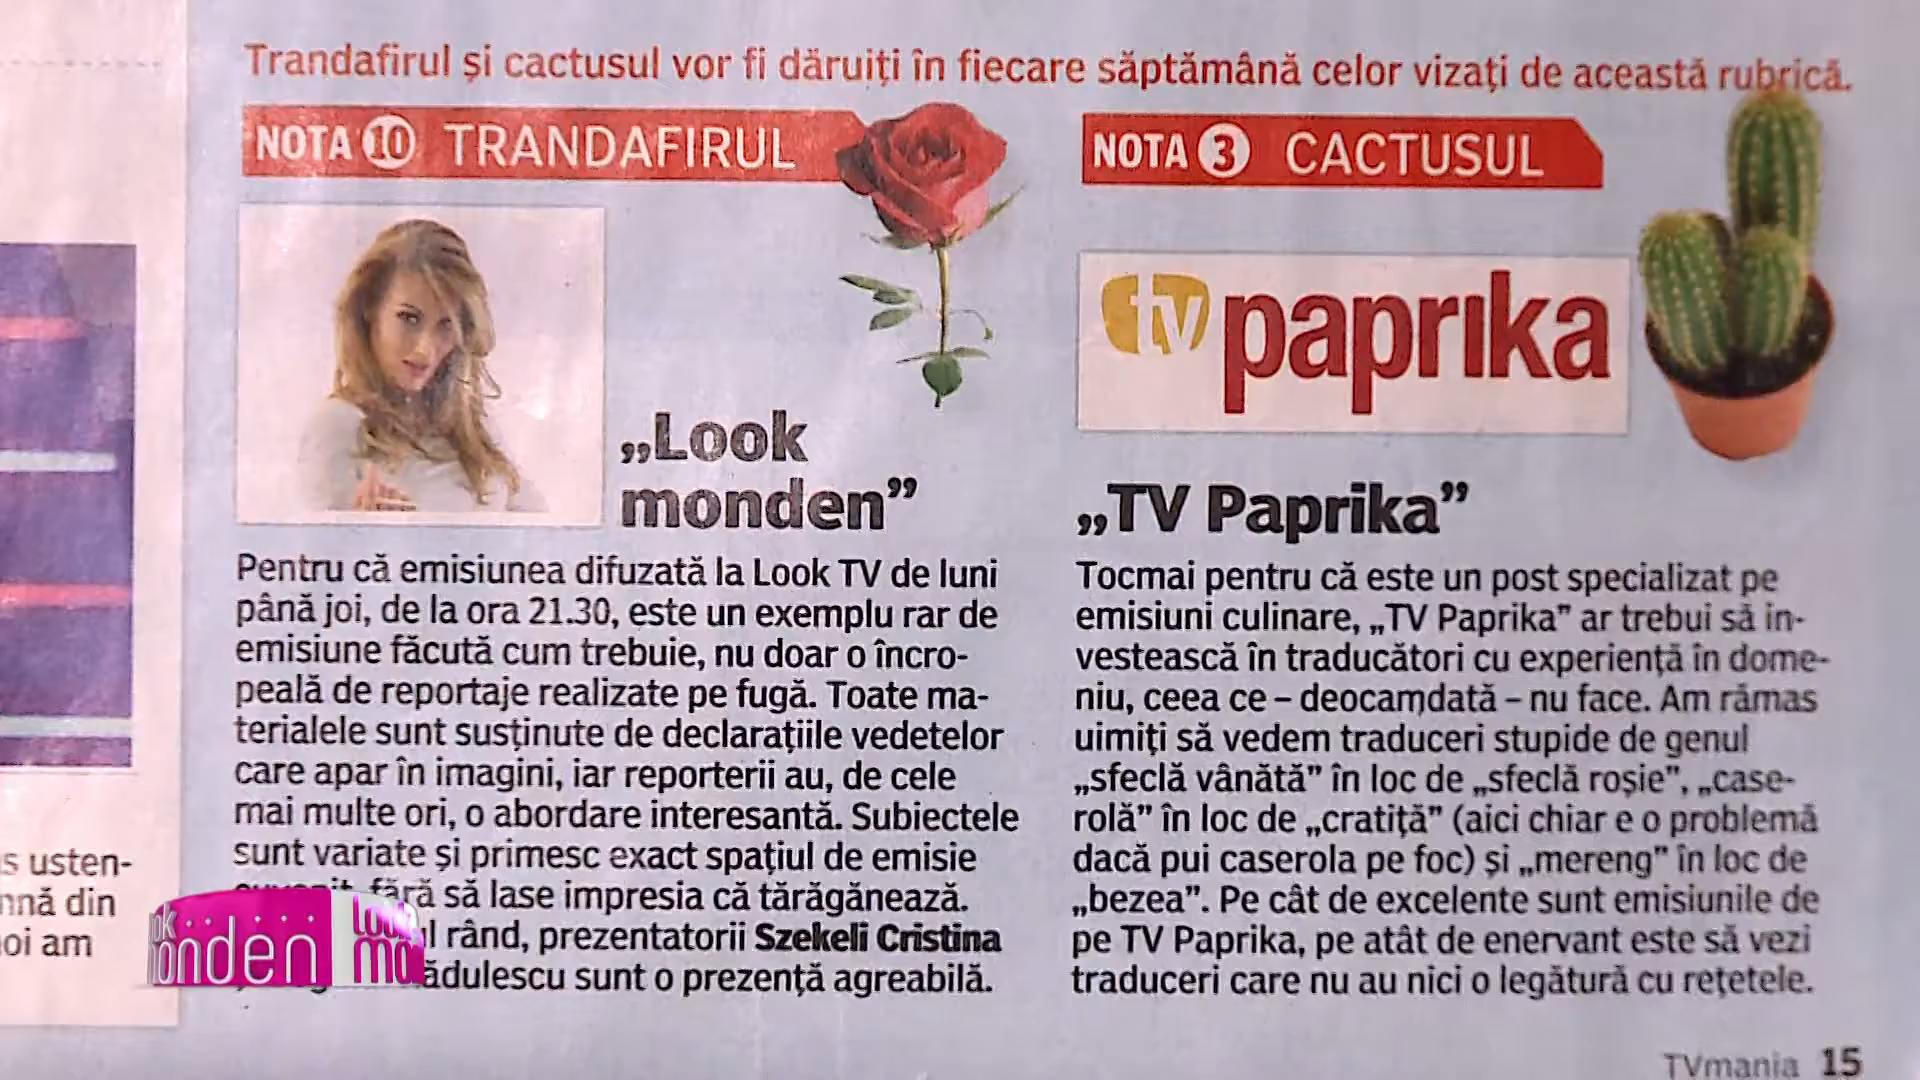 Trandafirul și cactusul vor fi dăruiți în fiecare săptămână celor vizați de această rubrică.
NOTA 10 TRANDAFIRUL
„Look
monden”
Pentru că emisiunea difuzată la Look TV de luni
până joi, de la ora 21.30, este un exemplu rar de
emisiune făcută cum trebuie, nu doar o încro-
peală de reportaje realizate pe fugă. Toate ma-
terialele sunt susținute de declarațiile vedetelor
care apar în imagini, iar reporterii au, de cele
mai multe ori, o abordare interesantă. Subiectele
sunt variate și primesc exact spațiul de emisie
fără să lase impresia că tărăgănează.
rând, prezentatorii Szekeli Cristina
sunt o prezență agreabilă.
NOTA 3 CACTUSUL
tv paprika
„TV Paprika”
Tocmai pentru că este un post specializat pe
emisiuni culinare, „TV Paprika” ar trebui să in-
vestească în traducători cu experiență în dome-
niu, ceea ce – deocamdată – nu face. Am rămas
uimiți să vedem traduceri stupide de genul
„sfeclă vânătă” în loc de „sfeclă roșie”, „case-
rolă” în loc de „cratiță” (aici chiar e o problemă
dacă pui caserola pe foc) și „mereng” în loc de
„bezea”. Pe cât de excelente sunt emisiunile de
pe TV Paprika, pe atât de enervant este să vezi
traduceri care nu au nici o legătură cu rețetele.
din
am
monden
TVmania 15